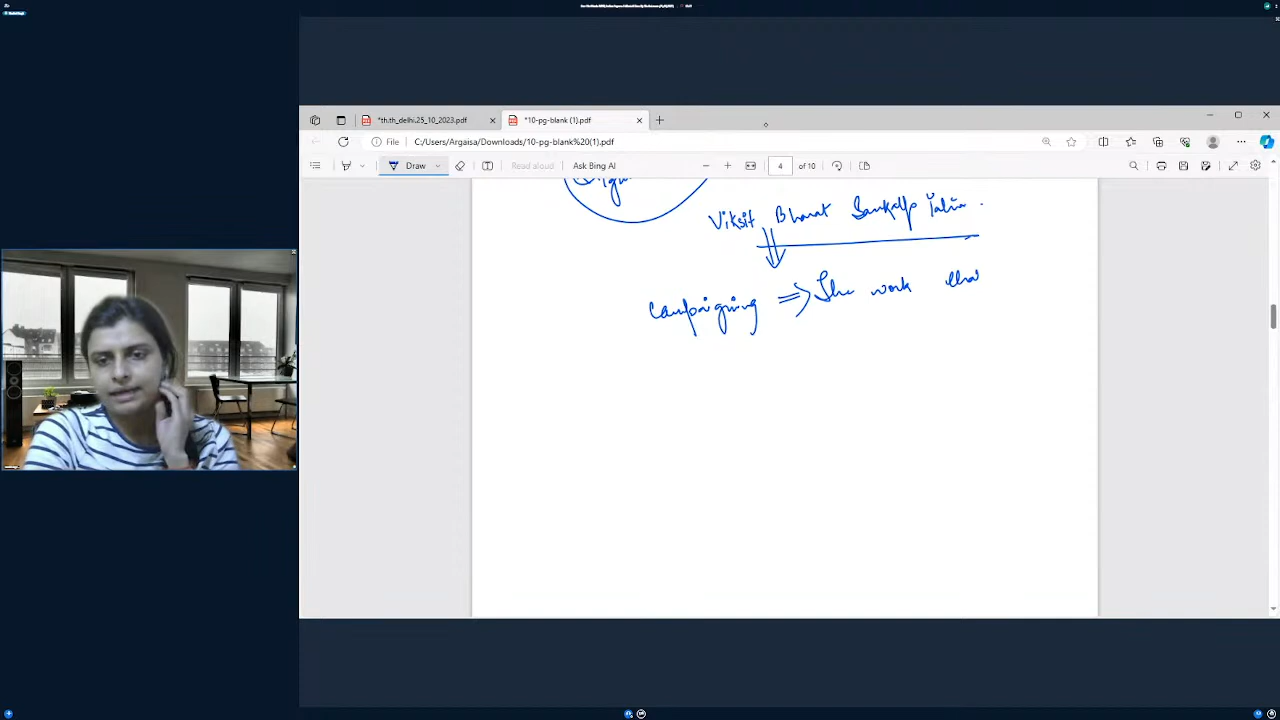 *th.th_delhi.25_10_2023.pdf
*10-pg-blank (1).pdf
File C:/Users/Argaisa/Downloads/10-pg-blank%20(1).pdf
Draw Read aloud Ask Bing AI 4 of 10
Viksit Bharat Sankalp
Campaigning ⇒ The work